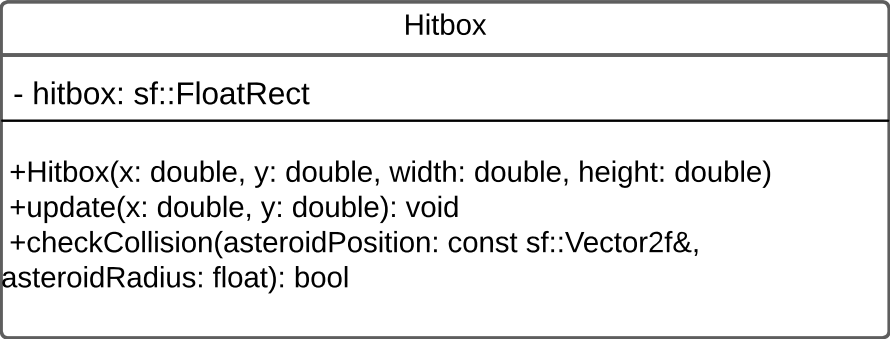 Hitbox
- hitbox: sf::FloatRect
+Hitbox(x: double, y: double, width: double, height: double)
+update(x: double, y: double): void
+checkCollision(asteroidPosition: const sf::Vector2f&,
asteroidRadius: float): bool